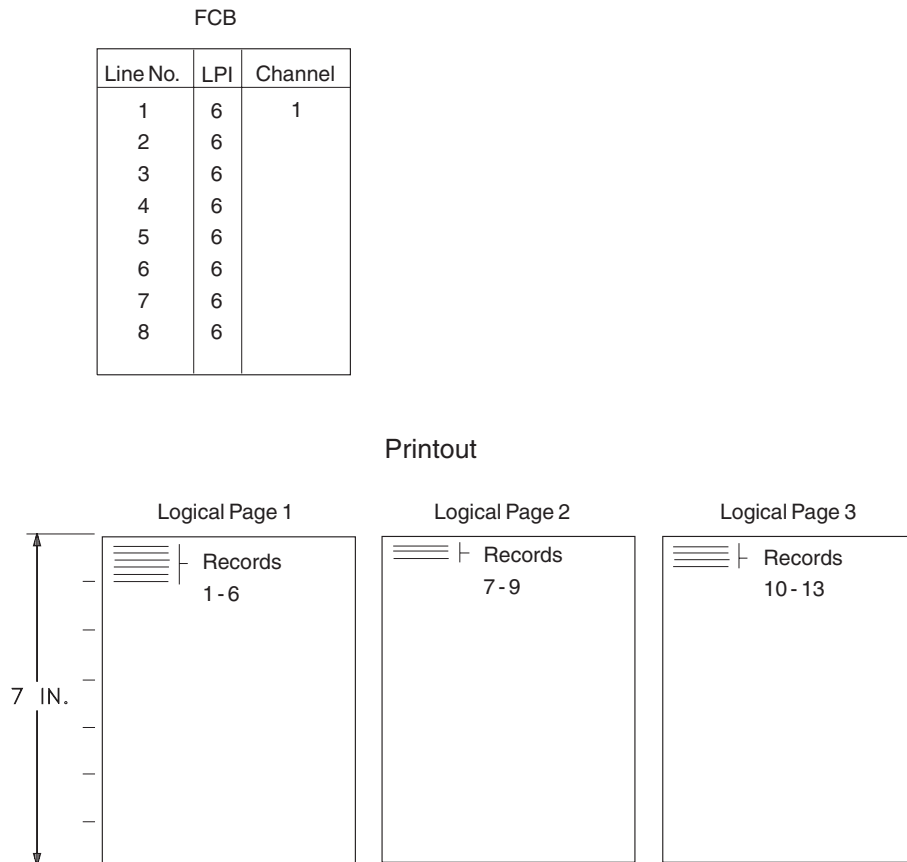 FCB
Line No. LPI Channel
1 6 1
2 6
3 6
4 6
5 6
6 6
7 6
8 6
Printout
Logical Page 1 Logical Page 2 Logical Page 3
Records Records Records
1 - 6 7 - 9 10 - 13
7 IN.